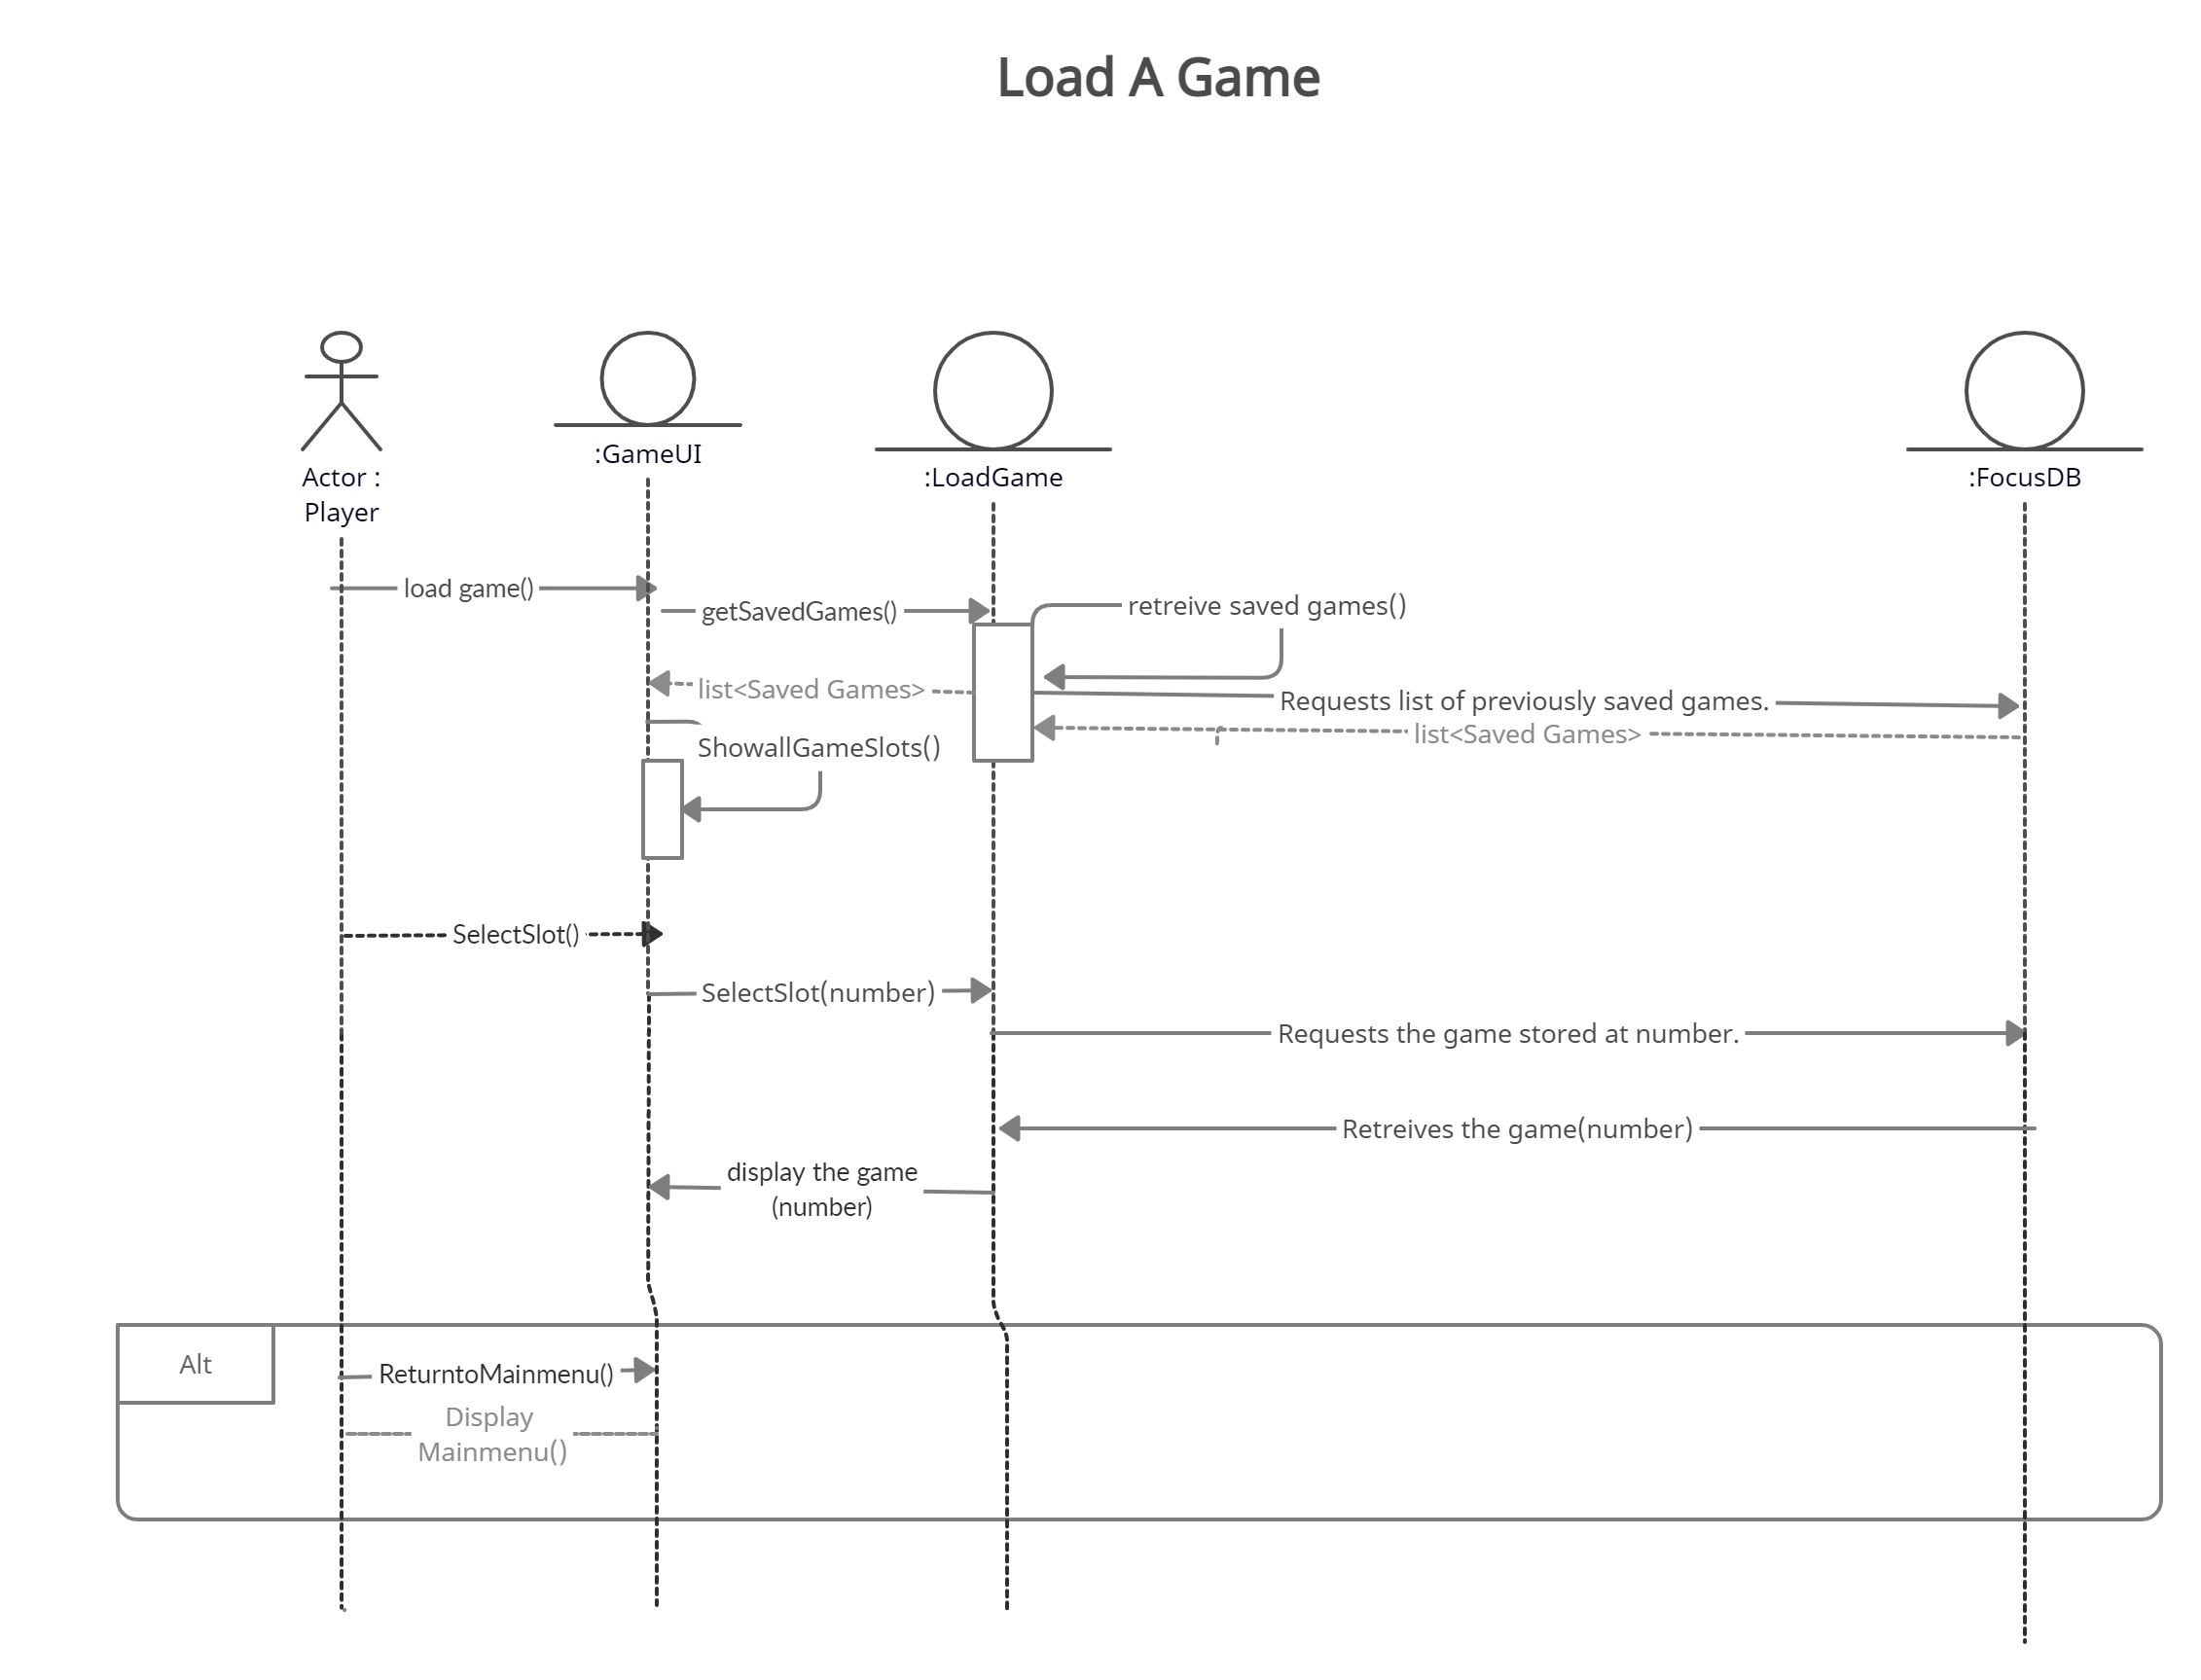 Load A Game
Actor :
Player
:GameUI
:LoadGame
:FocusDB
load game()
getSavedGames()
retreive saved games()
list<Saved Games>
Requests list of previously saved games.
list<Saved Games>
ShowallGameSlots()
SelectSlot()
SelectSlot(number)
Requests the game stored at number.
Retreives the game(number)
display the game
(number)
Alt
ReturntoMainmenu()
Display
Mainmenu()